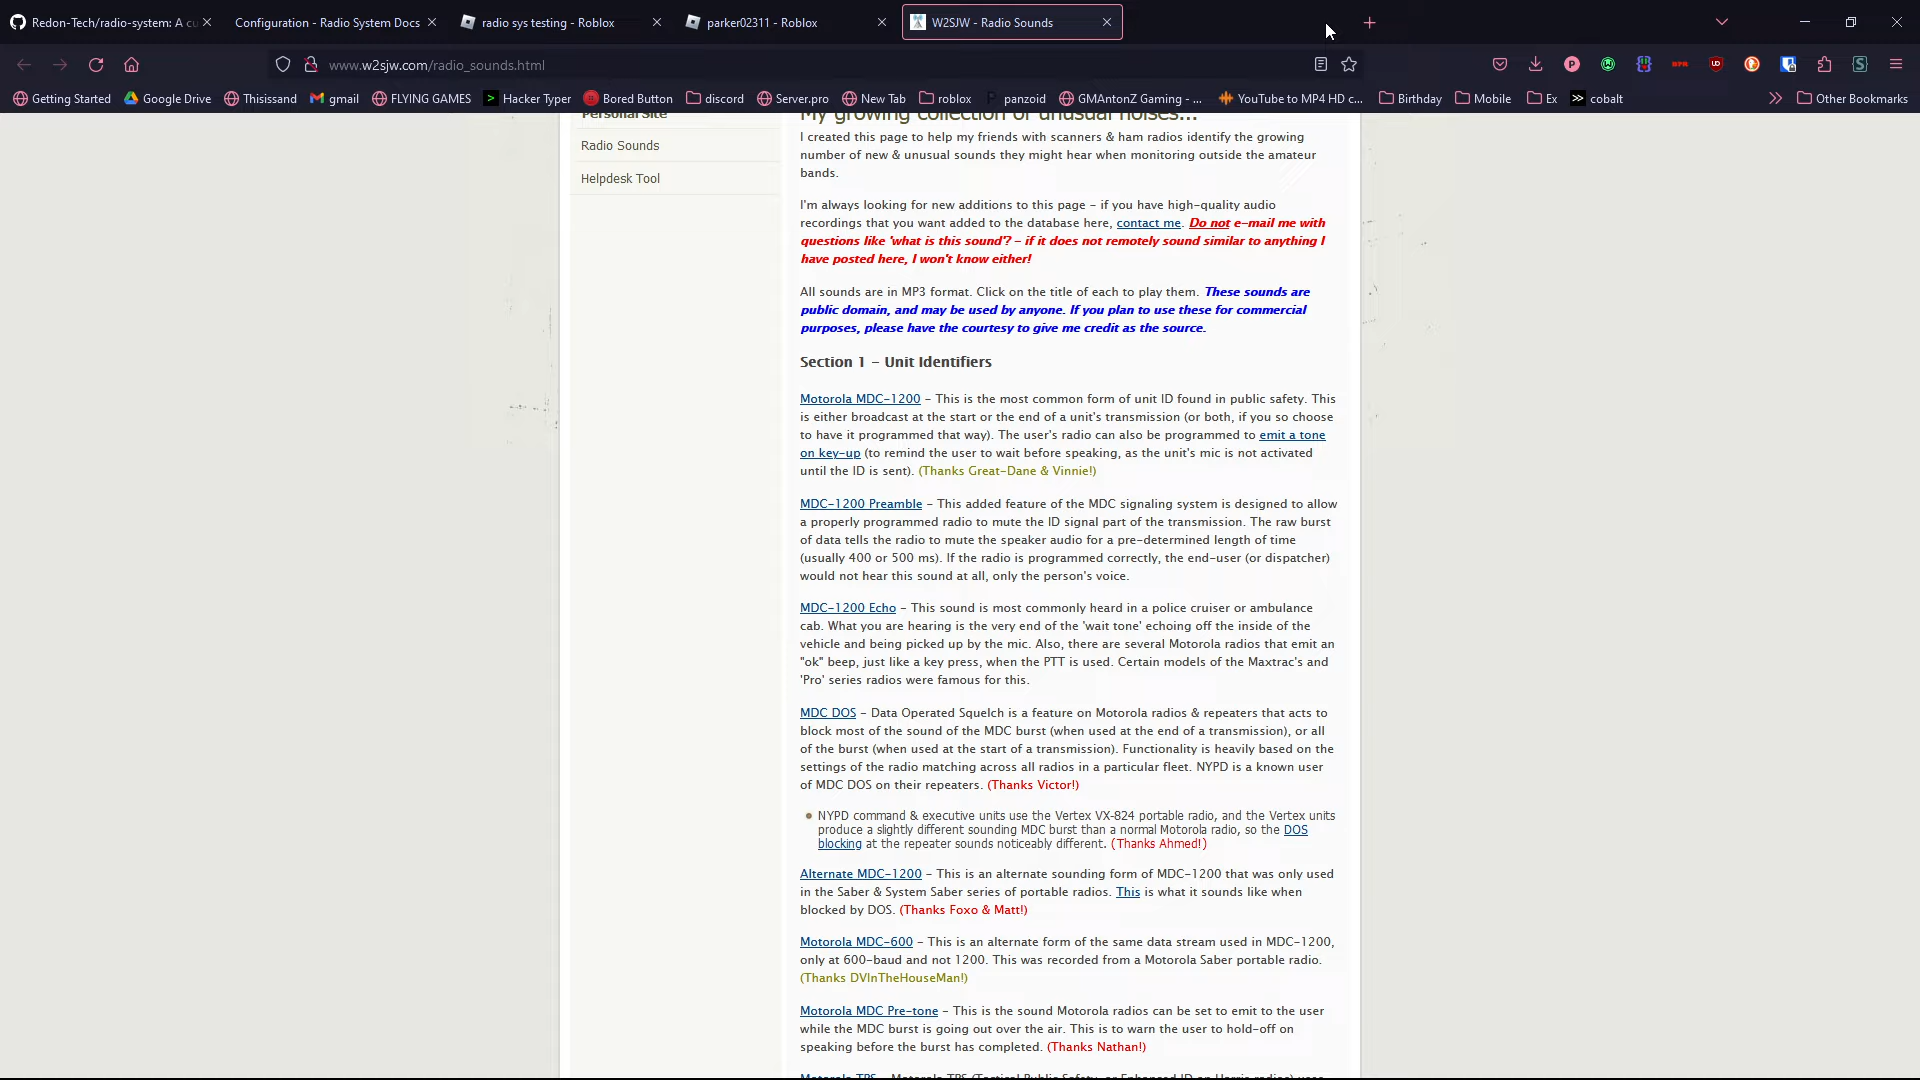 Redon-Tech/radio-system: A cu
Configuration - Radio System Docs
radio sys testing - Roblox
parker02311 - Roblox
W2SJW - Radio Sounds
www.w2sjw.com/radio_sounds.html
Getting Started
Google Drive
Thisissand
gmail
FLYING GAMES
Hacker Typer
Bored Button
discord
Server.pro
New Tab
roblox
panzoid
GMAntonZ Gaming - ...
YouTube to MP4 HD c...
Birthday
Mobile
Ex
cobalt
Other Bookmarks
Personal Site
Radio Sounds
Helpdesk Tool
My growing collection of unusual noises...
I created this page to help my friends with scanners & ham radios identify the growing
number of new & unusual sounds they might hear when monitoring outside the amateur
bands.
I'm always looking for new additions to this page - if you have high-quality audio
recordings that you want added to the database here, contact me. Do not e-mail me with
questions like 'what is this sound'? - if it does not remotely sound similar to anything I
have posted here, I won't know either!
All sounds are in MP3 format. Click on the title of each to play them. These sounds are
public domain, and may be used by anyone. If you plan to use these for commercial
purposes, please have the courtesy to give me credit as the source.
Section 1 - Unit Identifiers
Motorola MDC-1200 - This is the most common form of unit ID found in public safety. This
is either broadcast at the start or the end of a unit's transmission (or both, if you so choose
to have it programmed that way). The user's radio can also be programmed to emit a tone
on key-up (to remind the user to wait before speaking, as the unit's mic is not activated
until the ID is sent). (Thanks Great-Dane & Vinnie!)
MDC-1200 Preamble - This added feature of the MDC signaling system is designed to allow
a properly programmed radio to mute the ID signal part of the transmission. The raw burst
of data tells the radio to mute the speaker audio for a pre-determined length of time
(usually 400 or 500 ms). If the radio is programmed correctly, the end-user (or dispatcher)
would not hear this sound at all, only the person's voice.
MDC-1200 Echo - This sound is most commonly heard in a police cruiser or ambulance
cab. What you are hearing is the very end of the 'wait tone' echoing off the inside of the
vehicle and being picked up by the mic. Also, there are several Motorola radios that emit an
"ok" beep, just like a key press, when the PTT is used. Certain models of the Maxtrac's and
'Pro' series radios were famous for this.
MDC DOS - Data Operated Squelch is a feature on Motorola radios & repeaters that acts to
block most of the sound of the MDC burst (when used at the end of a transmission), or all
of the burst (when used at the start of a transmission). Functionality is heavily based on the
settings of the radio matching across all radios in a particular fleet. NYPD is a known user
of MDC DOS on their repeaters. (Thanks Victor!)
NYPD command & executive units use the Vertex VX-824 portable radio, and the Vertex units
produce a slightly different sounding MDC burst than a normal Motorola radio, so the DOS
blocking at the repeater sounds noticeably different. (Thanks Ahmed!)
Alternate MDC-1200 - This is an alternate sounding form of MDC-1200 that was only used
in the Saber & System Saber series of portable radios. This is what it sounds like when
blocked by DOS. (Thanks Foxo & Matt!)
Motorola MDC-600 - This is an alternate form of the same data stream used in MDC-1200,
only at 600-baud and not 1200. This was recorded from a Motorola Saber portable radio.
(Thanks DVInTheHouseMan!)
Motorola MDC Pre-tone - This is the sound Motorola radios can be set to emit to the user
while the MDC burst is going out over the air. This is to warn the user to hold-off on
speaking before the burst has completed. (Thanks Nathan!)